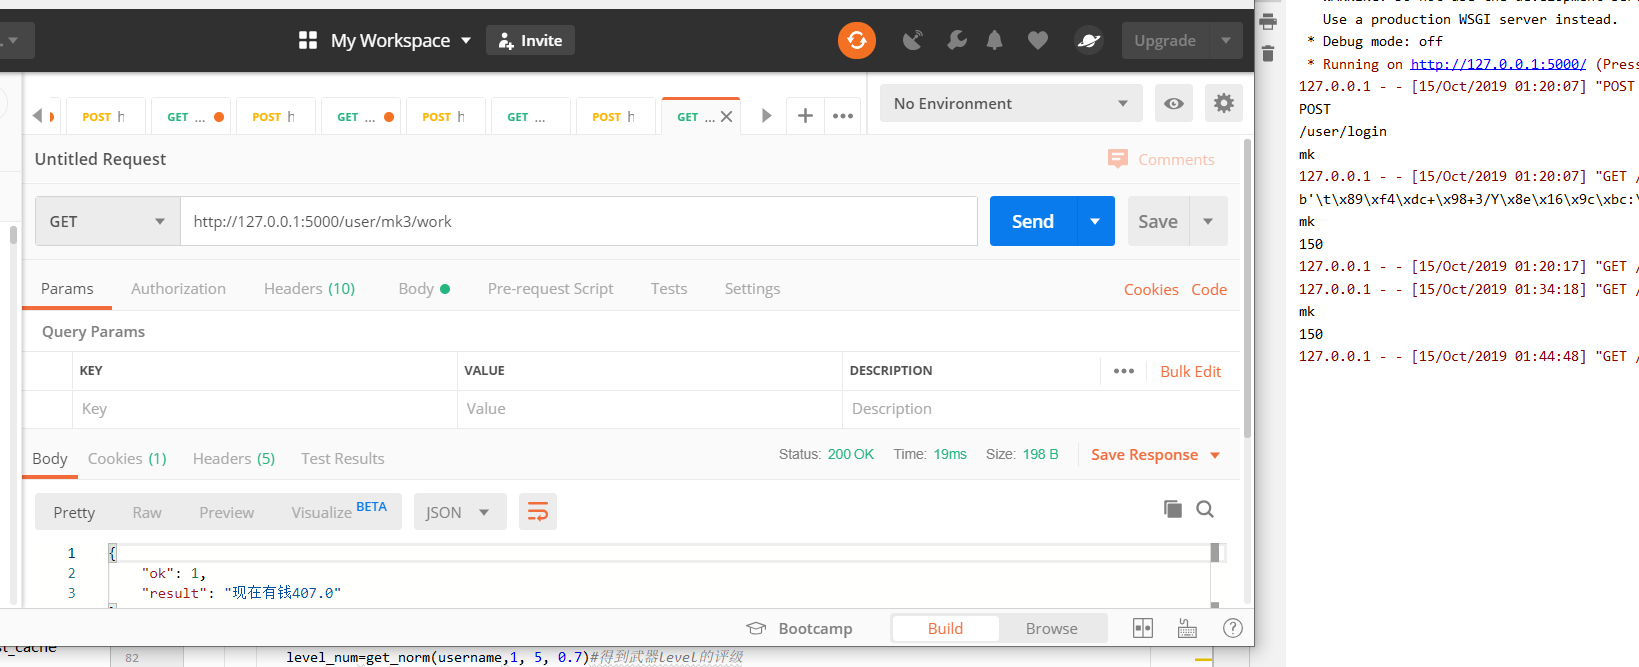 My Workspace
Invite
Upgrade
POST h
GET ...
POST h
GET ...
POST h
GET ...
POST h
GET ...
No Environment
Untitled Request
Comments
GET
http://127.0.0.1:5000/user/mk3/work
Send
Save
Params
Authorization
Headers (10)
Body
Pre-request Script
Tests
Settings
Cookies
Code
Query Params
KEY
VALUE
DESCRIPTION
Bulk Edit
Key
Value
Description
Body
Cookies (1)
Headers (5)
Test Results
Status: 200 OK
Time: 19ms
Size: 198 B
Save Response
Pretty
Raw
Preview
Visualize BETA
JSON
1 {
2 "ok": 1,
3 "result": "现在有钱407.0"
Bootcamp
Build
Browse
82 level_num=get_norm(username,1, 5, 0.7)#得到武器level的评级
Use a production WSGI server instead.
* Debug mode: off
* Running on http://127.0.0.1:5000/ (Press
127.0.0.1 - - [15/Oct/2019 01:20:07] "POST
POST
/user/login
mk
127.0.0.1 - - [15/Oct/2019 01:20:07] "GET /
b'\t\x89\xf4\xdc+\x98+3/Y\x8e\x16\x9c\xbc:\
mk
150
127.0.0.1 - - [15/Oct/2019 01:20:17] "GET /
127.0.0.1 - - [15/Oct/2019 01:34:18] "GET /
mk
150
127.0.0.1 - - [15/Oct/2019 01:44:48] "GET /